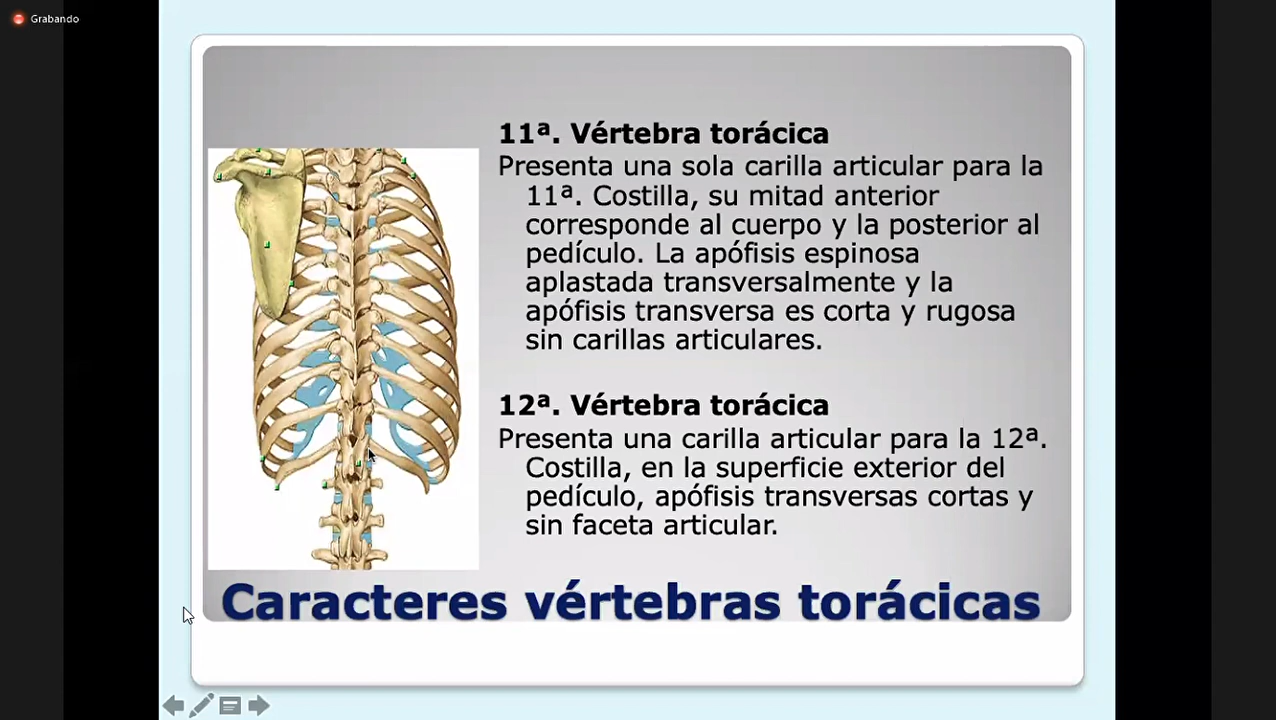 Grabando
11ª. Vértebra torácica
Presenta una sola carilla articular para la
11ª. Costilla, su mitad anterior
corresponde al cuerpo y la posterior al
pedículo. La apófisis espinosa
aplastada transversalmente y la
apófisis transversa es corta y rugosa
sin carillas articulares.
12ª. Vértebra torácica
Presenta una carilla articular para la 12ª.
Costilla, en la superficie exterior del
pedículo, apófisis transversas cortas y
sin faceta articular.
Caracteres vértebras torácicas